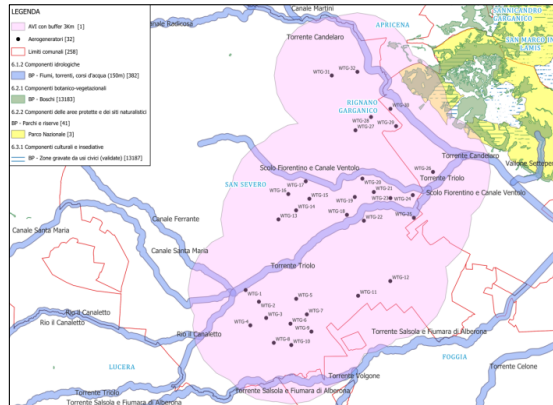 LEGENDA
AVI con buffer 3Km [1]
Aerogeneratori [32]
Limiti comunali [258]
6.1.2 Componenti idrologiche
BP - Fiumi, torrenti, corsi d'acqua (150m) [382]
6.2.1 Componenti botanico-vegetazionali
BP - Boschi [13183]
6.2.2 Componenti delle aree protette e dei siti naturalistici
BP - Parchi e riserve [41]
Parco Nazionale [3]
6.3.1 Componenti culturali e insediative
BP - Zone gravate da usi civici (validate) [13187]
Canale Martini
Radicosa
APRICENA
SANNICANDRO
GARGANICO
Torrente Candelaro
SAN MARCO IN
LAMIS
WTG-31
WTG-32
RIGNANO
GARGANICO
WTG-30
WTG-28
WTG-27
WTG-29
Torrente Candelaro
Vallone Settepen
Scolo Fiorentino e Canale Ventolo
WTG-26
Torrente Triolo
SAN SEVERO
WTG-17
WTG-20
WTG-16
WTG-15
WTG-21
Scolo Fiorentino e Canale Ventolo
WTG-19
WTG-24
WTG-14
WTG-13
WTG-18
WTG-22
Canale Ferrante
Canale Santa Maria
Canale Santa Maria
Torrente Triolo
WTG-12
WTG-1
WTG-11
WTG-2
WTG-5
Rio il Canaletto
Rio il Canaletto
WTG-3
WTG-7
WTG-4
WTG-6
WTG-9
Rio il Canaletto
Torrente Salsola e Fiumara di Alberona
WTG-8
WTG-10
LUCERA
FOGGIA
Torrente Celone
Torrente Volgone
Torrente Triolo
Torrente Salsola e Fiumara di Alberona
Torrente Salsola e Fiumara di Alberona